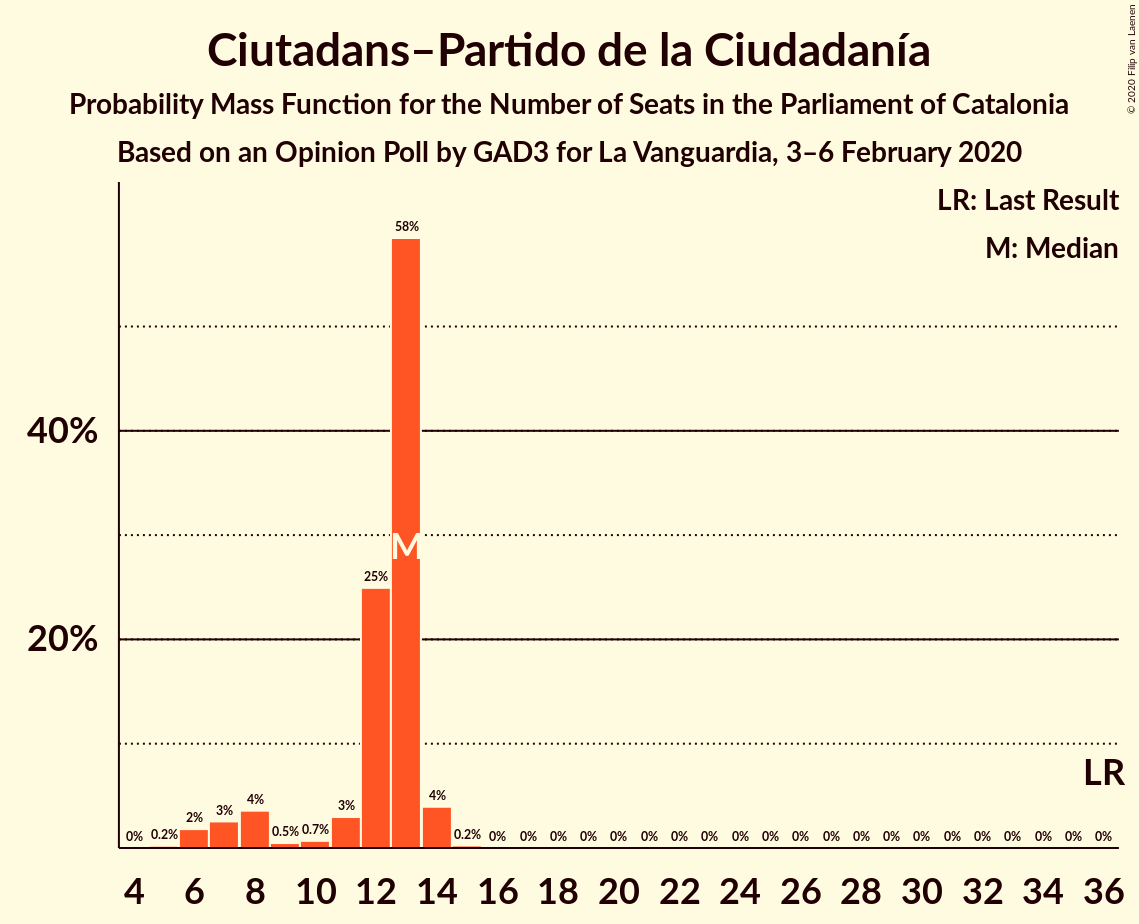 Ciutadans–Partido de la Ciudadanía
Probability Mass Function for the Number of Seats in the Parliament of Catalonia
Based on an Opinion Poll by GAD3 for La Vanguardia, 3–6 February 2020
© 2020 Filip van Laenen
LR: Last Result
M: Median
40%
20%
0% 0.2% 2% 3% 4% 0.5% 0.7% 3% 25% 58% 4% 0.2% 0% 0% 0% 0% 0% 0% 0% 0% 0% 0% 0% 0% 0% 0% 0% 0% 0% 0% 0% 0% 0%
M
LR
4 6 8 10 12 14 16 18 20 22 24 26 28 30 32 34 36